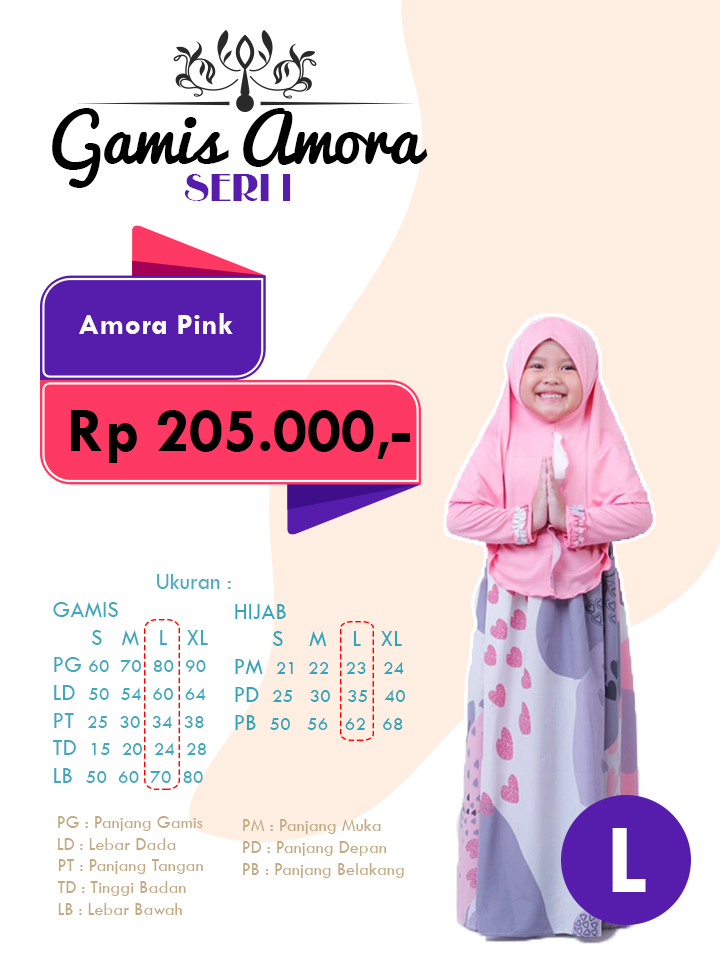 Gamis Amora
SERI I
Amora Pink
Rp 205.000,-
Ukuran :
GAMIS
S M L XL
PG 60 70 80 90
LD 50 54 60 64
PT 25 30 34 38
TD 15 20 24 28
LB 50 60 70 80
HIJAB
S M L XL
PM 21 22 23 24
PD 25 30 35 40
PB 50 56 62 68
PG : Panjang Gamis
LD : Lebar Dada
PT : Panjang Tangan
TD : Tinggi Badan
LB : Lebar Bawah
PM : Panjang Muka
PD : Panjang Depan
PB : Panjang Belakang
L